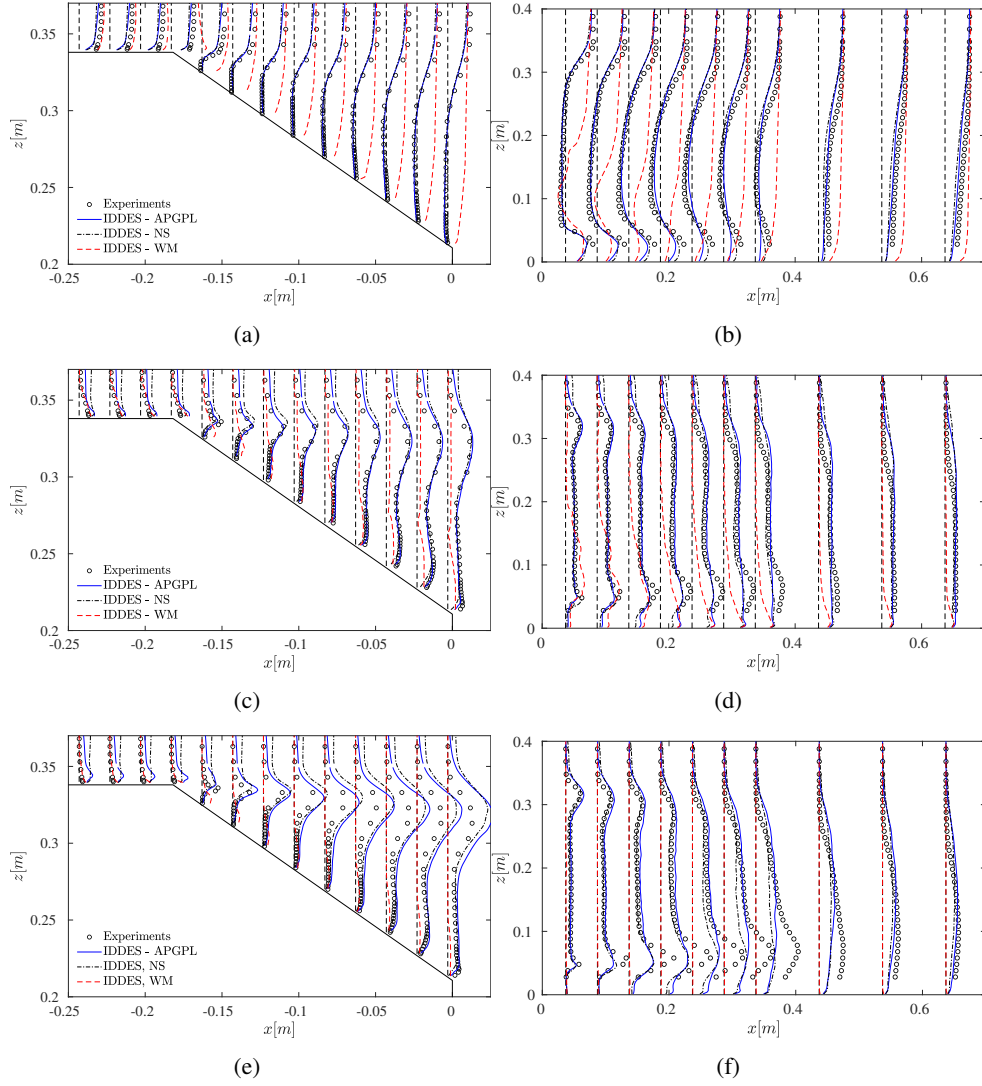 0.35
0.3
0.25
0.2
z[m]
Experiments
IDDES - APGPL
IDDES - NS
IDDES - WM
-0.25 -0.2 -0.15 -0.1 -0.05 0
x[m]
(a)
0.4
0.3
0.2
0.1
0
z[m]
0 0.2 0.4 0.6
x[m]
(b)
0.35
0.3
0.25
0.2
z[m]
Experiments
IDDES - APGPL
IDDES - NS
IDDES - WM
-0.25 -0.2 -0.15 -0.1 -0.05 0
x[m]
(c)
0.4
0.3
0.2
0.1
0
z[m]
0 0.2 0.4 0.6
x[m]
(d)
0.35
0.3
0.25
0.2
z[m]
Experiments
IDDES - APGPL
IDDES, NS
IDDES, WM
-0.25 -0.2 -0.15 -0.1 -0.05 0
x[m]
(e)
0.4
0.3
0.2
0.1
0
z[m]
0 0.2 0.4 0.6
x[m]
(f)